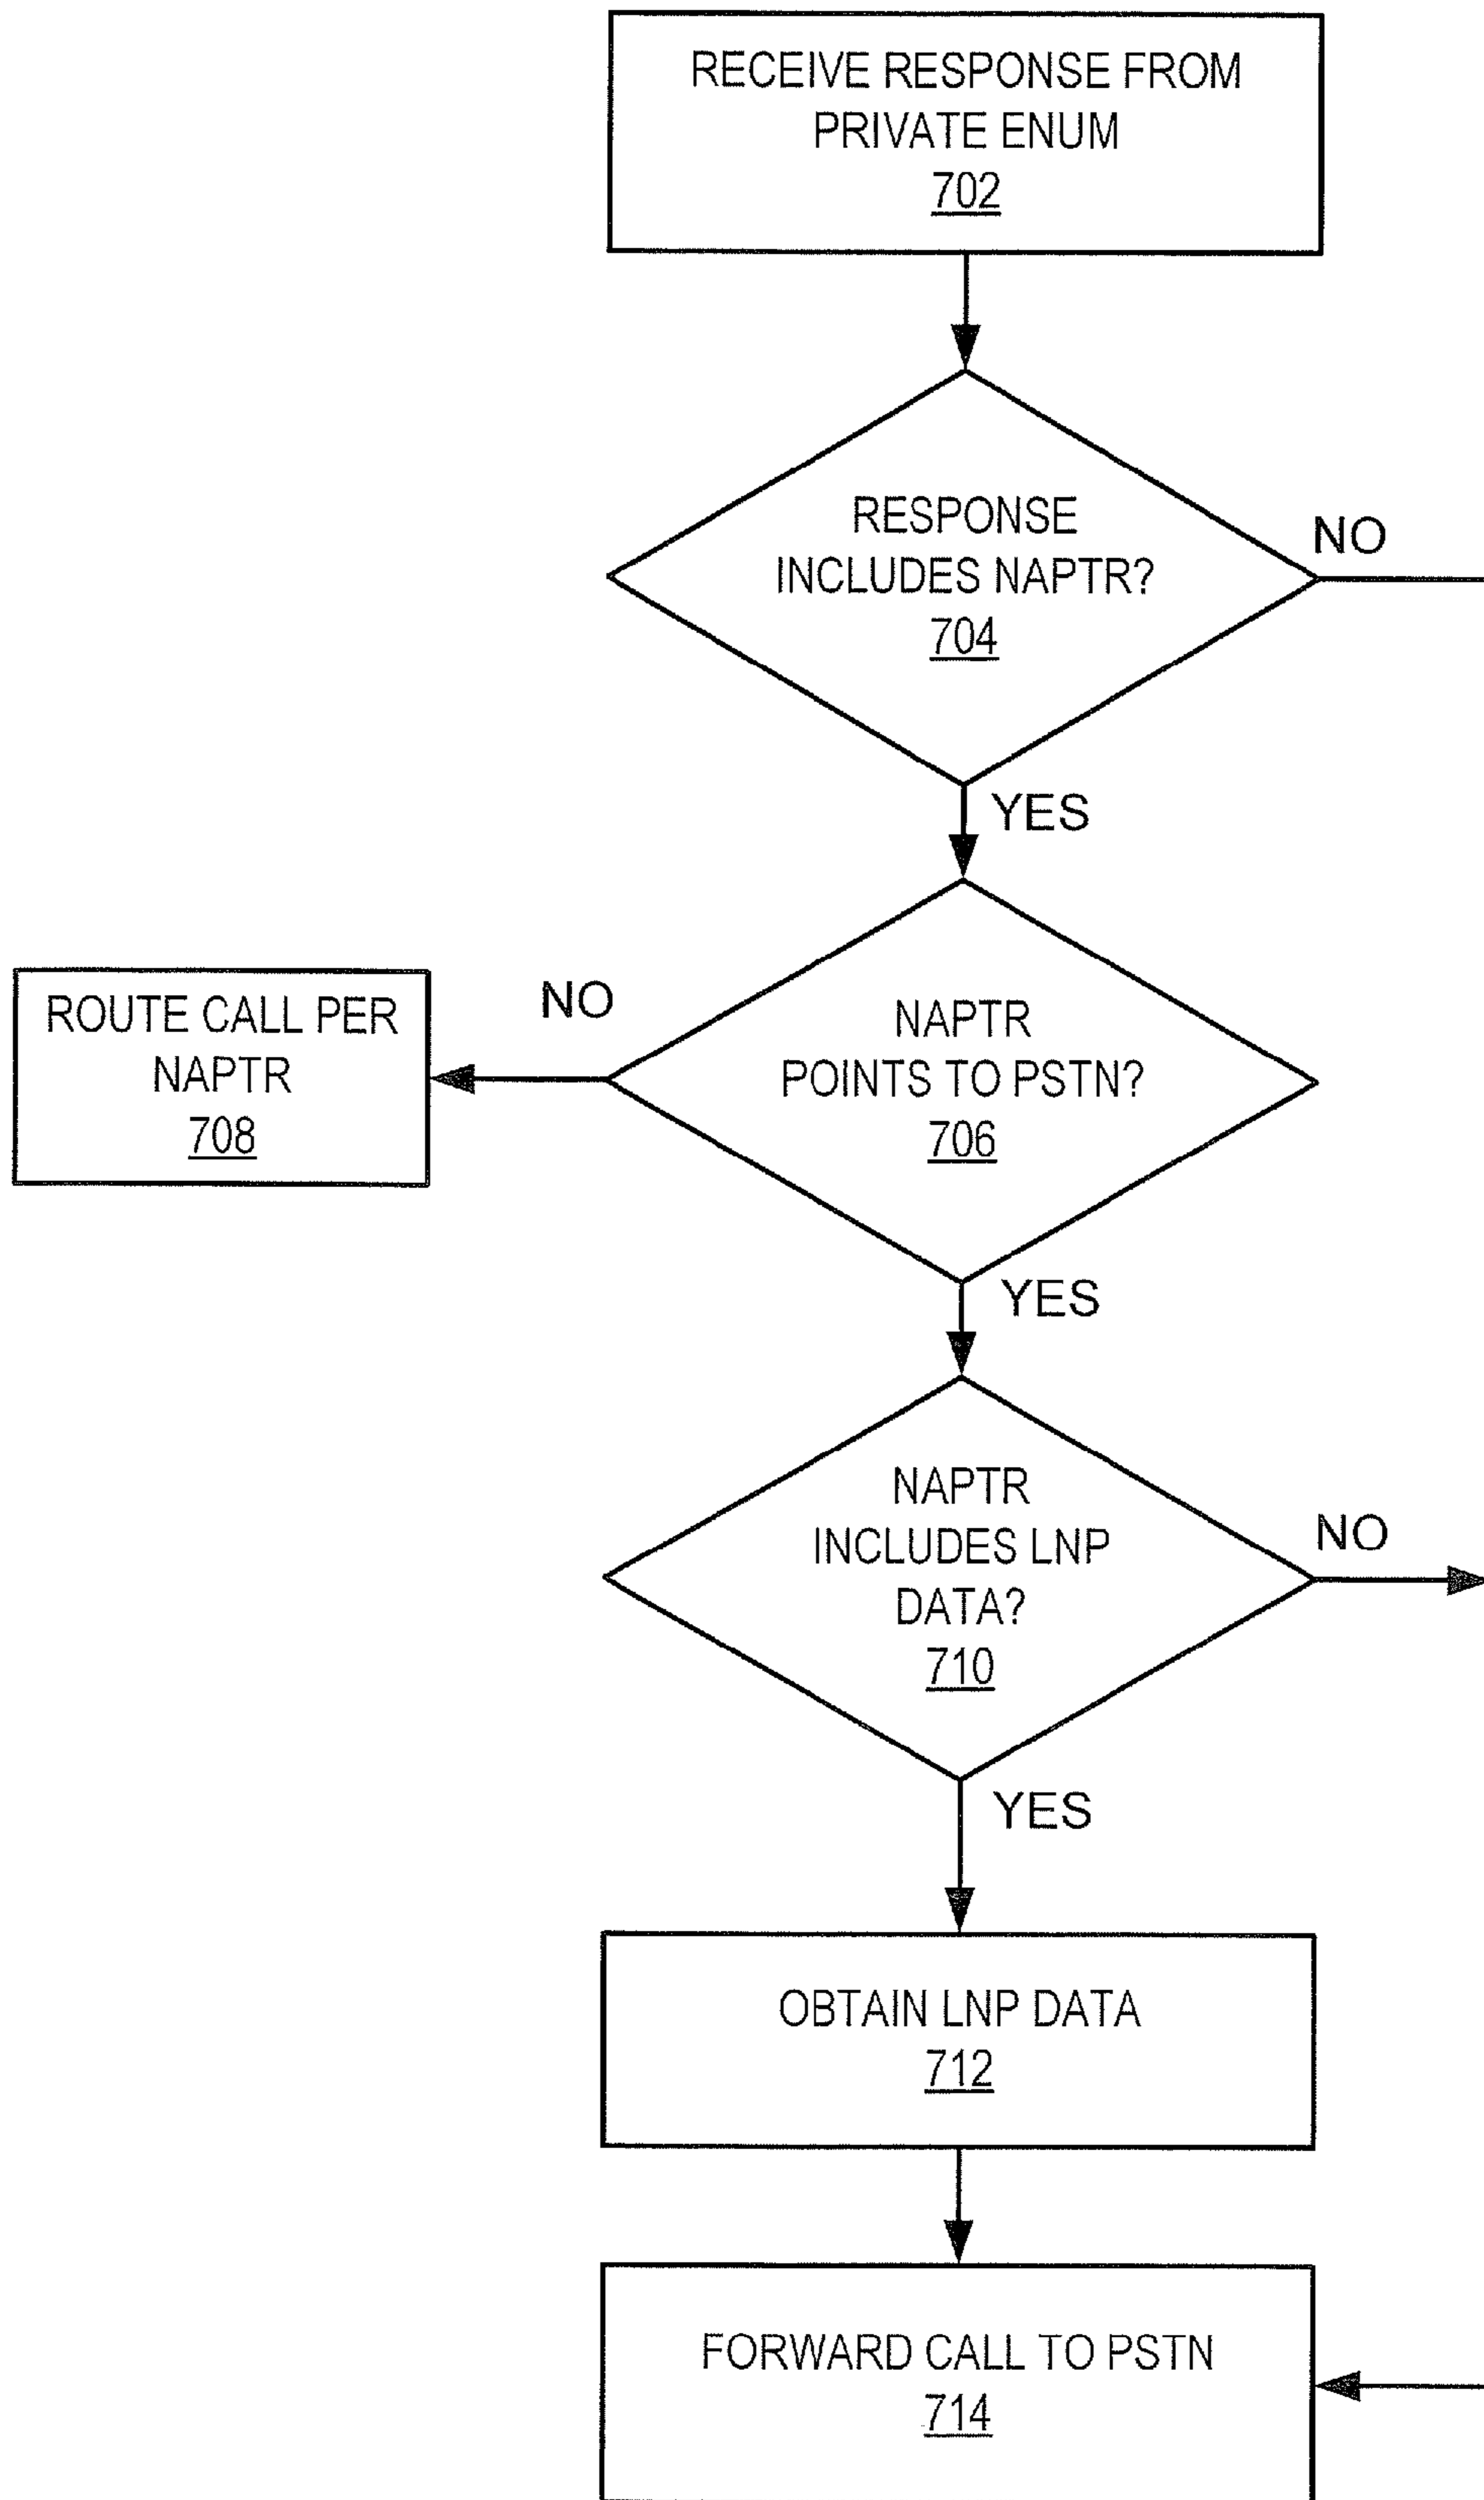 RECEIVE RESPONSE FROM
PRIVATE ENUM
702
RESPONSE
INCLUDES NAPTR?
704
NO
YES
ROUTE CALL PER
NAPTR
708
NO
NAPTR
POINTS TO PSTN?
706
YES
NAPTR
INCLUDES LNP
DATA?
710
NO
YES
OBTAIN LNP DATA
712
FORWARD CALL TO PSTN
714